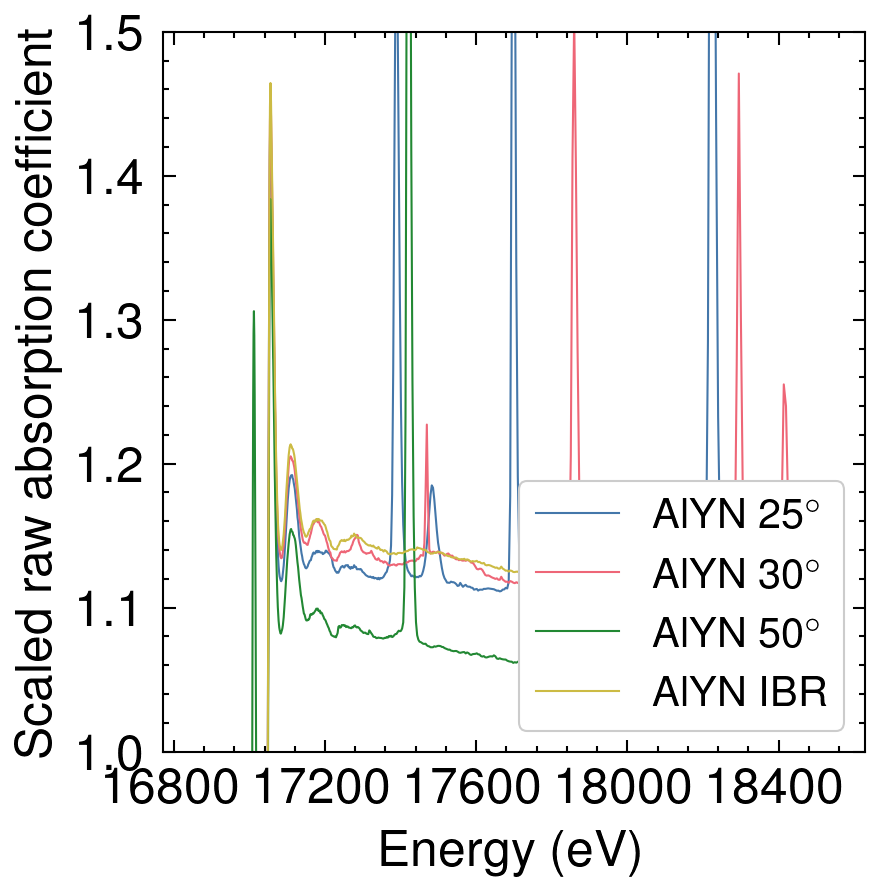 Scaled raw absorption coefficient
1.5
1.4
1.3
1.2
1.1
1.0
AlYN 25°
AlYN 30°
AlYN 50°
AlYN IBR
16800 17200 17600 18000 18400
Energy (eV)